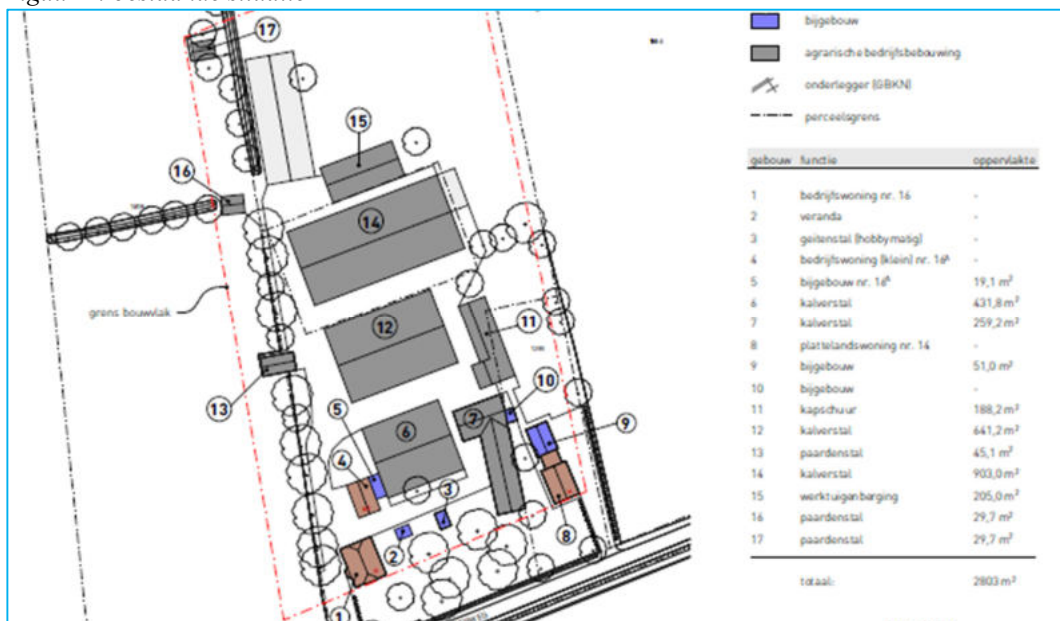 17
15
16
14
grens bouwvlak
12
11
13
10
5
7
9
6
4
3
2
8
1
bijgebouw
agrarische bedrijfsbebouwing
onderlegger (GBKN)
perceelsgrens
gebouw functie oppervlakte
1 bedrijfswoning nr. 16 -
2 veranda -
3 geitenstal (hobbymatig) -
4 bedrijfswoning (klein) nr. 16ᴬ -
5 bijgebouw nr. 16ᴬ 19,1 m²
6 kalverstal 431,8 m²
7 kalverstal 259,2 m²
8 plattelandswoning nr. 14 -
9 bijgebouw 51,0 m²
10 bijgebouw -
11 kapschuur 188,2 m²
12 kalverstal 641,2 m²
13 paardenstal 45,1 m²
14 kalverstal 903,0 m²
15 werktuigenberging 205,0 m²
16 paardenstal 29,7 m²
17 paardenstal 29,7 m²
totaal: 2803 m²